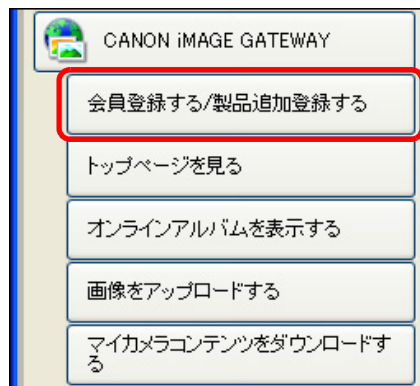 CANON iMAGE GATEWAY
会員登録する/製品追加登録する
トップページを見る
オンラインアルバムを表示する
画像をアップロードする
マイカメラコンテンツをダウンロードす
る